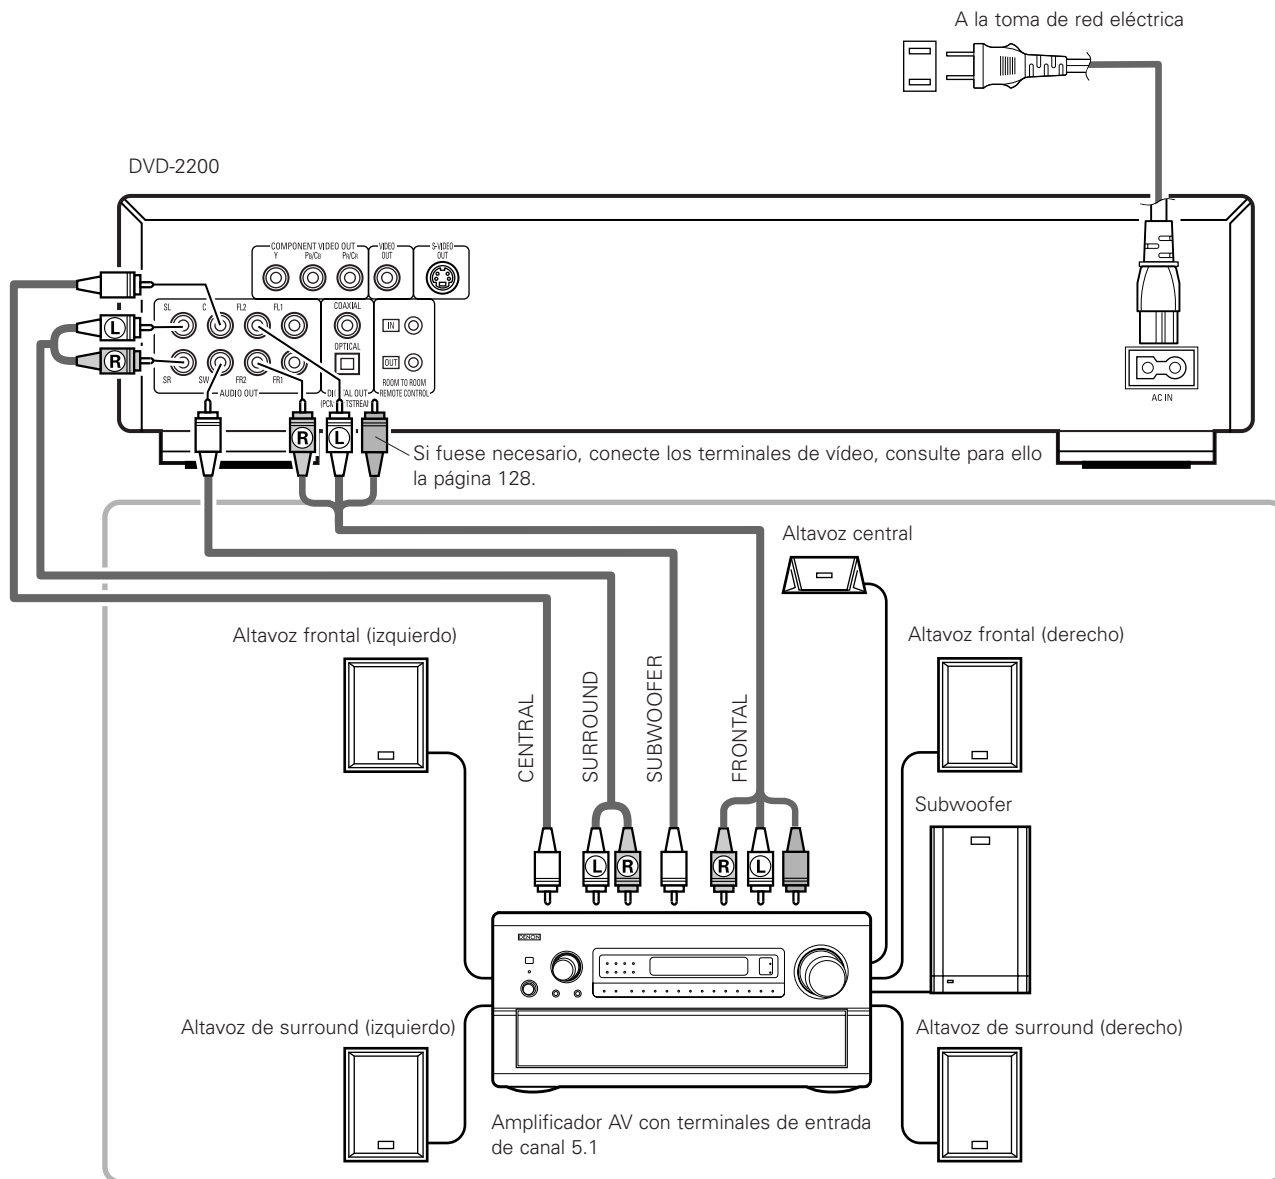 A la toma de red eléctrica
DVD-2200
COMPONENT VIDEO OUT
Y PB/CB PR/CR
VIDEO
OUT
S-VIDEO
OUT
SL C FL2 FL1
COAXIAL
IN
L
OPTICAL
R
OUT
SR SW FR2 FR1
AUDIO OUT
ROOM TO ROOM
REMOTE CONTROL
AC IN
R L
Si fuese necesario, conecte los terminales de vídeo, consulte para ello
la página 128.
Altavoz central
Altavoz frontal (izquierdo)
Altavoz frontal (derecho)
CENTRAL
SURROUND
SUBWOOFER
FRONTAL
Subwoofer
L R R L
DENON
Altavoz de surround (izquierdo)
Altavoz de surround (derecho)
Amplificador AV con terminales de entrada
de canal 5.1